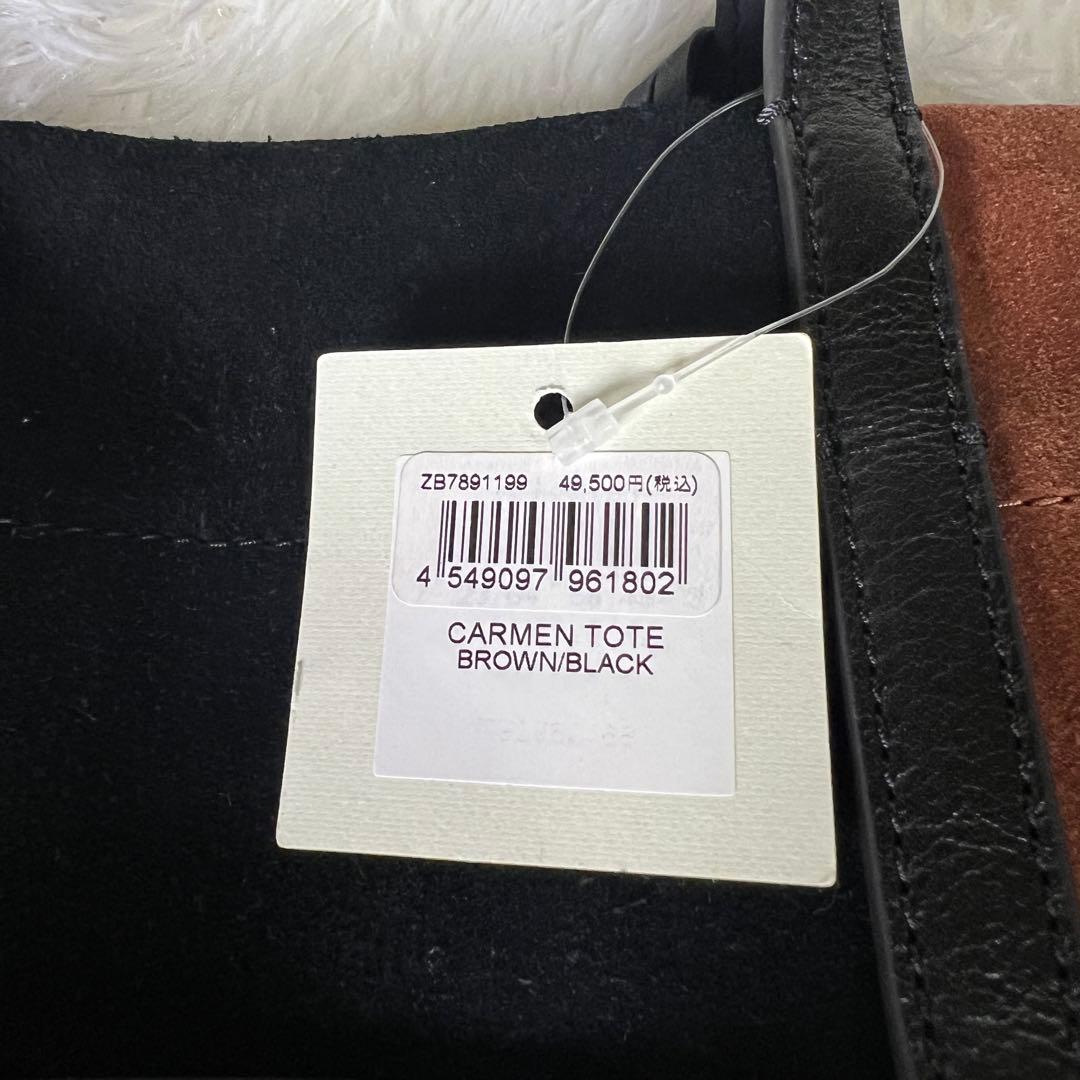 ZB7891199 49,500円(税込)
4 549097 961802
CARMEN TOTE
BROWN/BLACK